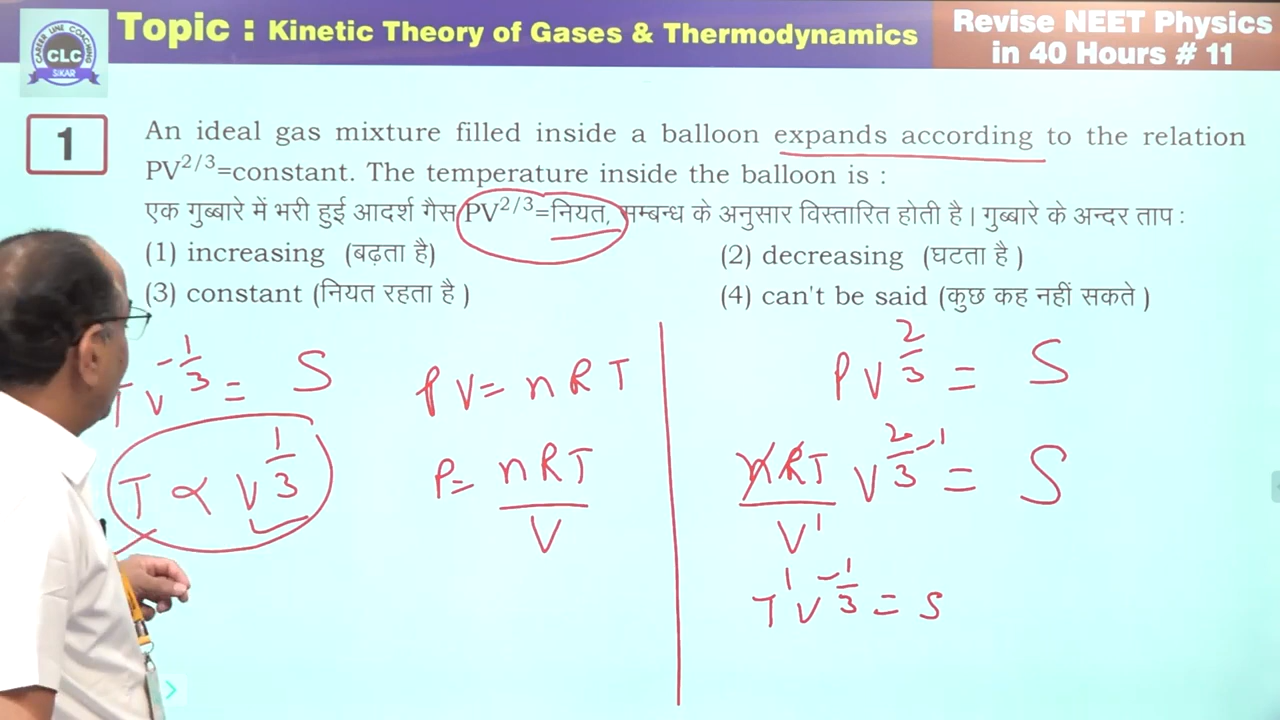 CAREER LINE COACHING
CLC
SIKAR
Topic : Kinetic Theory of Gases & Thermodynamics
Revise NEET Physics
in 40 Hours # 11
1
An ideal gas mixture filled inside a balloon expands according to the relation
PV^{2/3}=constant. The temperature inside the balloon is :
एक गुब्बारे में भरी हुई आदर्श गैस PV^{2/3}=नियत, सम्बन्ध के अनुसार विस्तारित होती है। गुब्बारे के अन्दर ताप :
(1) increasing (बढ़ता है)
(2) decreasing (घटता है )
(3) constant (नियत रहता है )
(4) can't be said (कुछ कह नहीं सकते )
T V^{-1/3} = S
T ∝ V^{1/3}
PV = nRT
P = nRT/V
PV^{2/3} = S
nRT/V^1 V^{2/3 -1} = S
T^1 V^{-1/3} = S